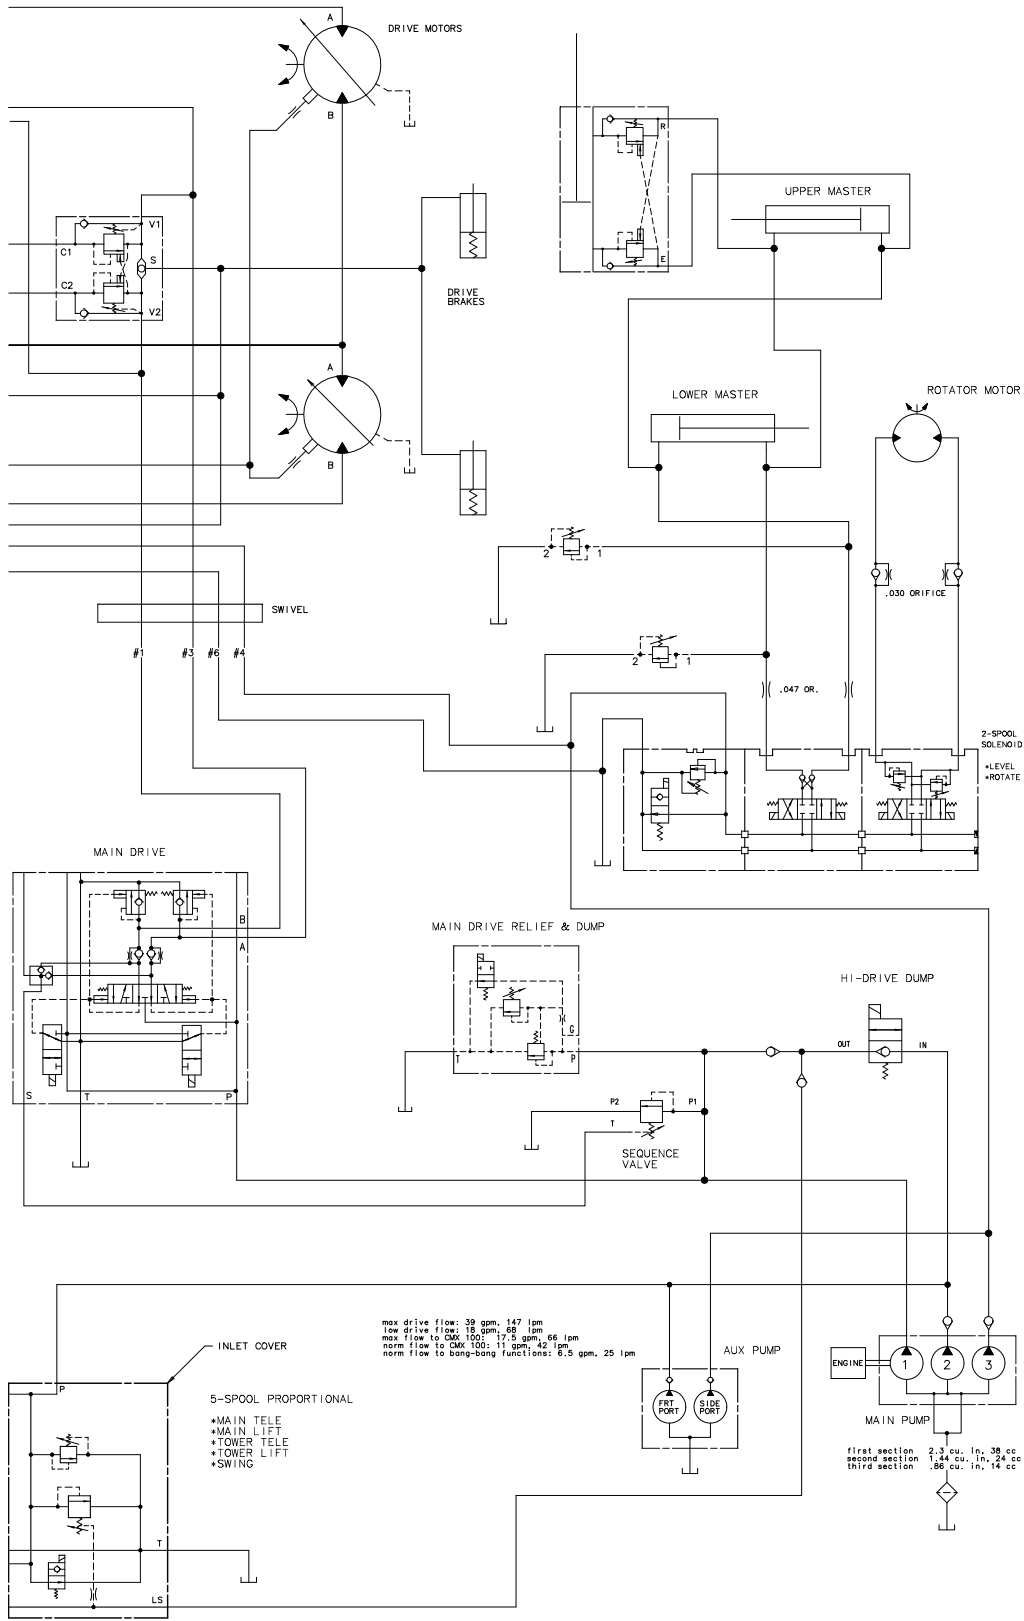 A
DRIVE MOTORS
B
R
UPPER MASTER
V1
C1
S
E
C2
DRIVE
BRAKES
V2
A
LOWER MASTER
ROTATOR MOTOR
B
2
1
.030 ORIFICE
SWIVEL
#1
#3
#6
#4
2
1
.047 OR.
2-SPOOL
SOLENOID
*LEVEL
*ROTATE
MAIN DRIVE
B
A
MAIN DRIVE RELIEF & DUMP
HI-DRIVE DUMP
G
T
P
OUT
IN
S
T
P
P2
P1
T
SEQUENCE
VALVE
max drive flow: 39 gpm, 147 lpm
low drive flow: 18 gpm, 68 lpm
max flow to CMX 100: 17.5 gpm, 66 lpm
norm flow to CMX 100: 11 gpm, 42 lpm
norm flow to bang-bang functions: 6.5 gpm, 25 lpm
INLET COVER
AUX PUMP
ENGINE
1
2
3
P
5-SPOOL PROPORTIONAL
*MAIN TELE
*MAIN LIFT
*TOWER TELE
*TOWER LIFT
*SWING
FRT
PORT
SIDE
PORT
MAIN PUMP
first section 2.3 cu. in, 38 cc
second section 1.44 cu. in, 24 cc
third section .86 cu. in, 14 cc
T
LS